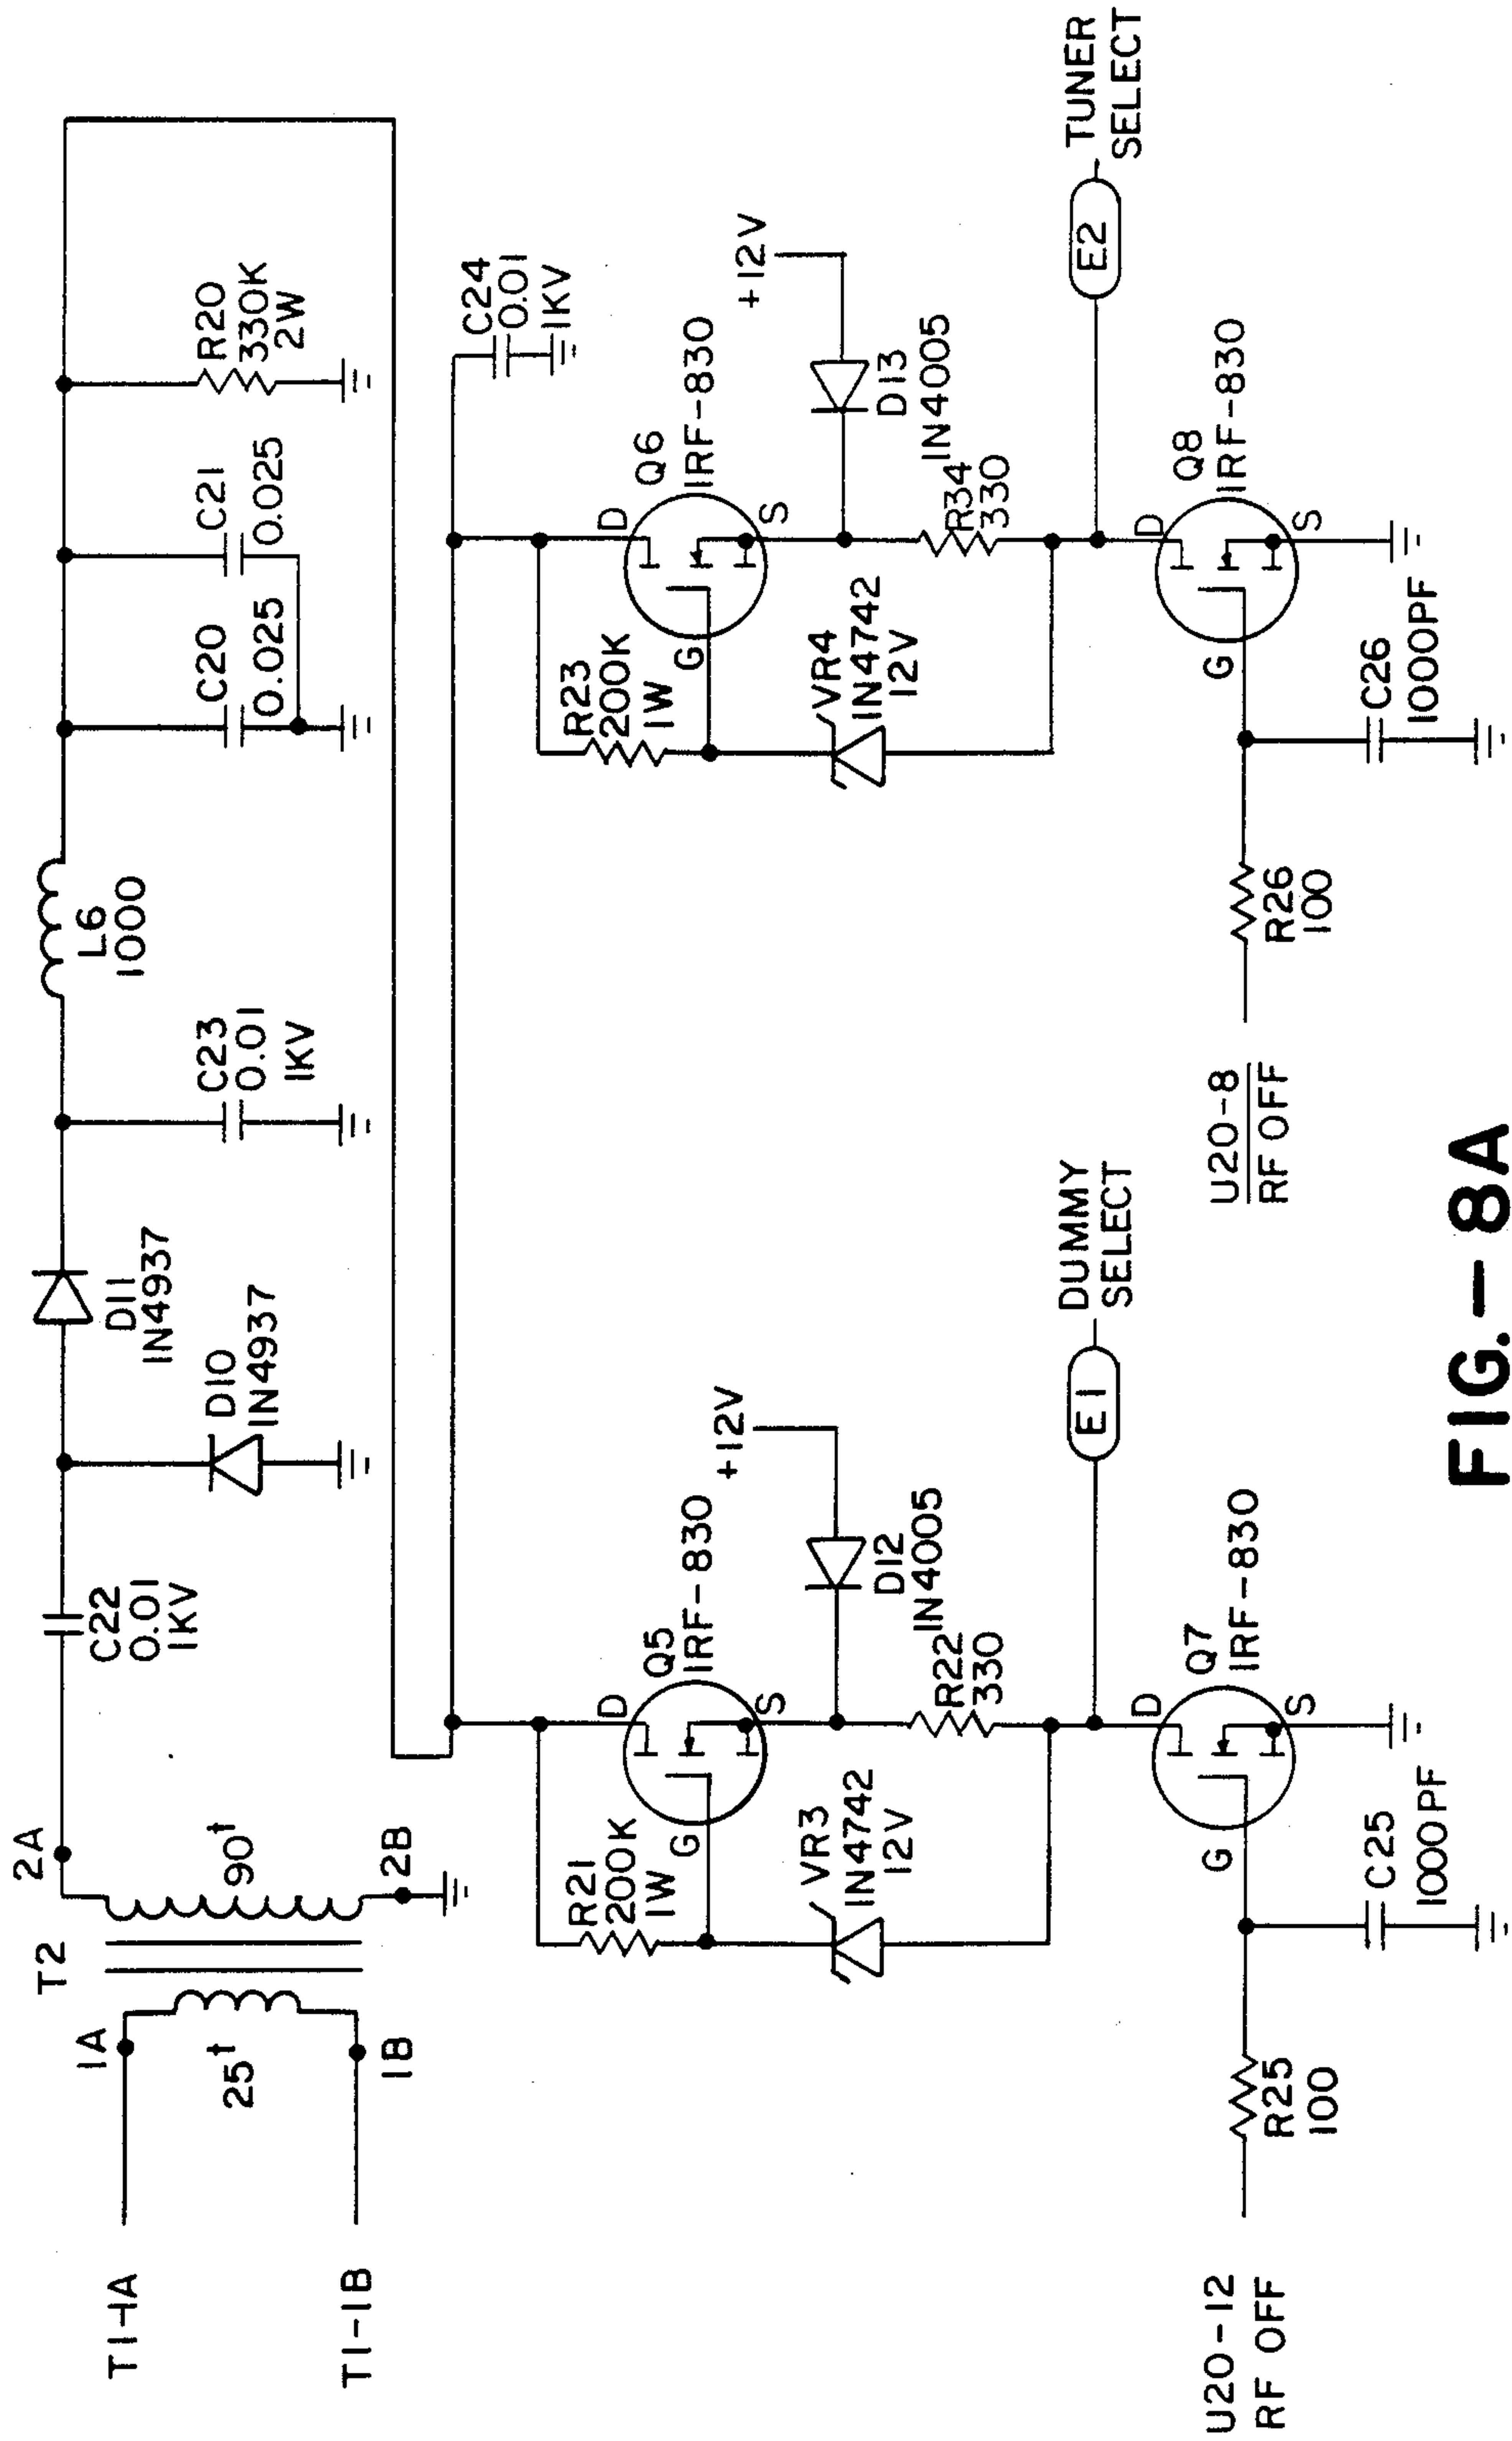 T1-1A
T1-1B
T2
1A
25t
1B
2A
90t
2B
C22
0.01
1KV
D10
IN4937
D11
IN4937
C23
0.01
1KV
L6
1000
C20
0.025
C21
0.025
R20
330K
2W
R21
200K
1W
D
Q5
IRF-830
G
S
+12V
D12
IN4005
VR3
IN4742
12V
R22
330
E1
DUMMY
SELECT
U20-12
RF OFF
R25
100
C25
1000PF
G
D
Q7
IRF-830
S
C24
0.01
1KV
R23
200K
1W
D
Q6
IRF-830
G
S
+12V
D13
IN4005
VR4
IN4742
12V
R34
330
E2
TUNER
SELECT
U20-8
RF OFF
R26
100
C26
1000PF
G
D
Q8
IRF-830
S
FIG.-8A